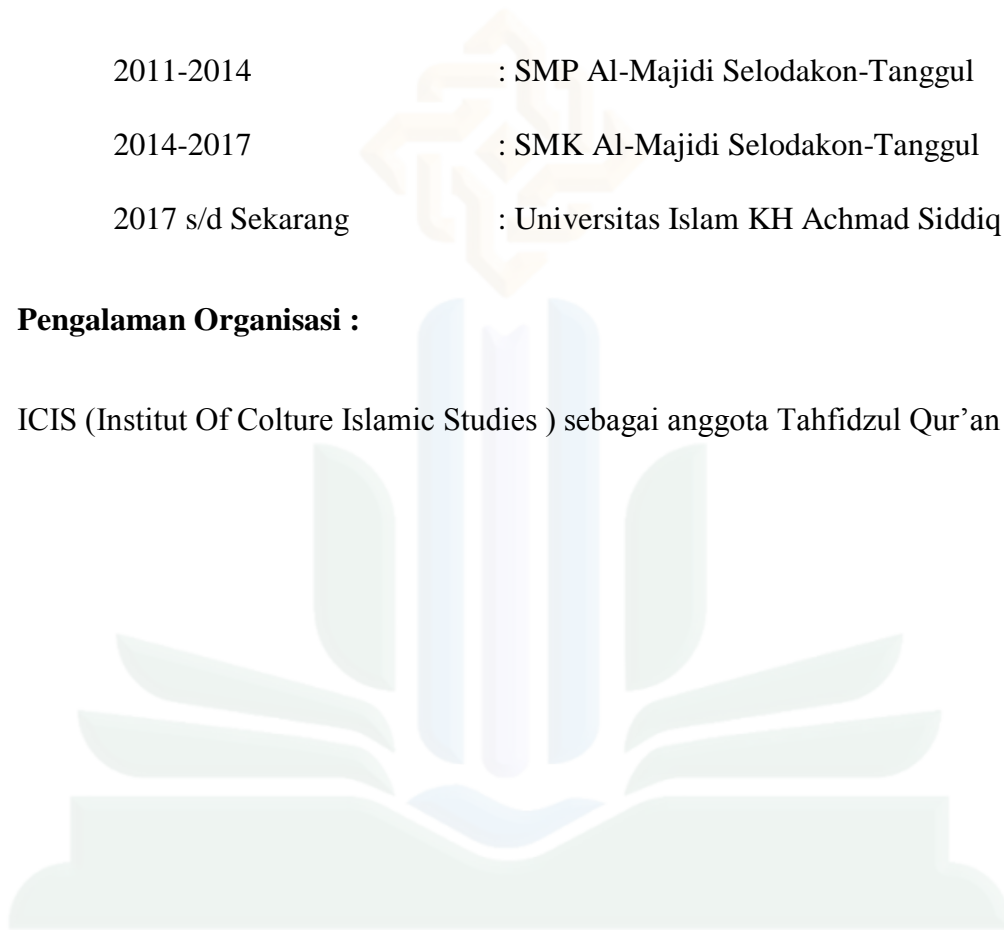 2011-2014 : SMP Al-Majidi Selodakon-Tanggul
2014-2017 : SMK Al-Majidi Selodakon-Tanggul
2017 s/d Sekarang : Universitas Islam KH Achmad Siddiq
Pengalaman Organisasi :
ICIS (Institut Of Colture Islamic Studies ) sebagai anggota Tahfidzul Qur’an